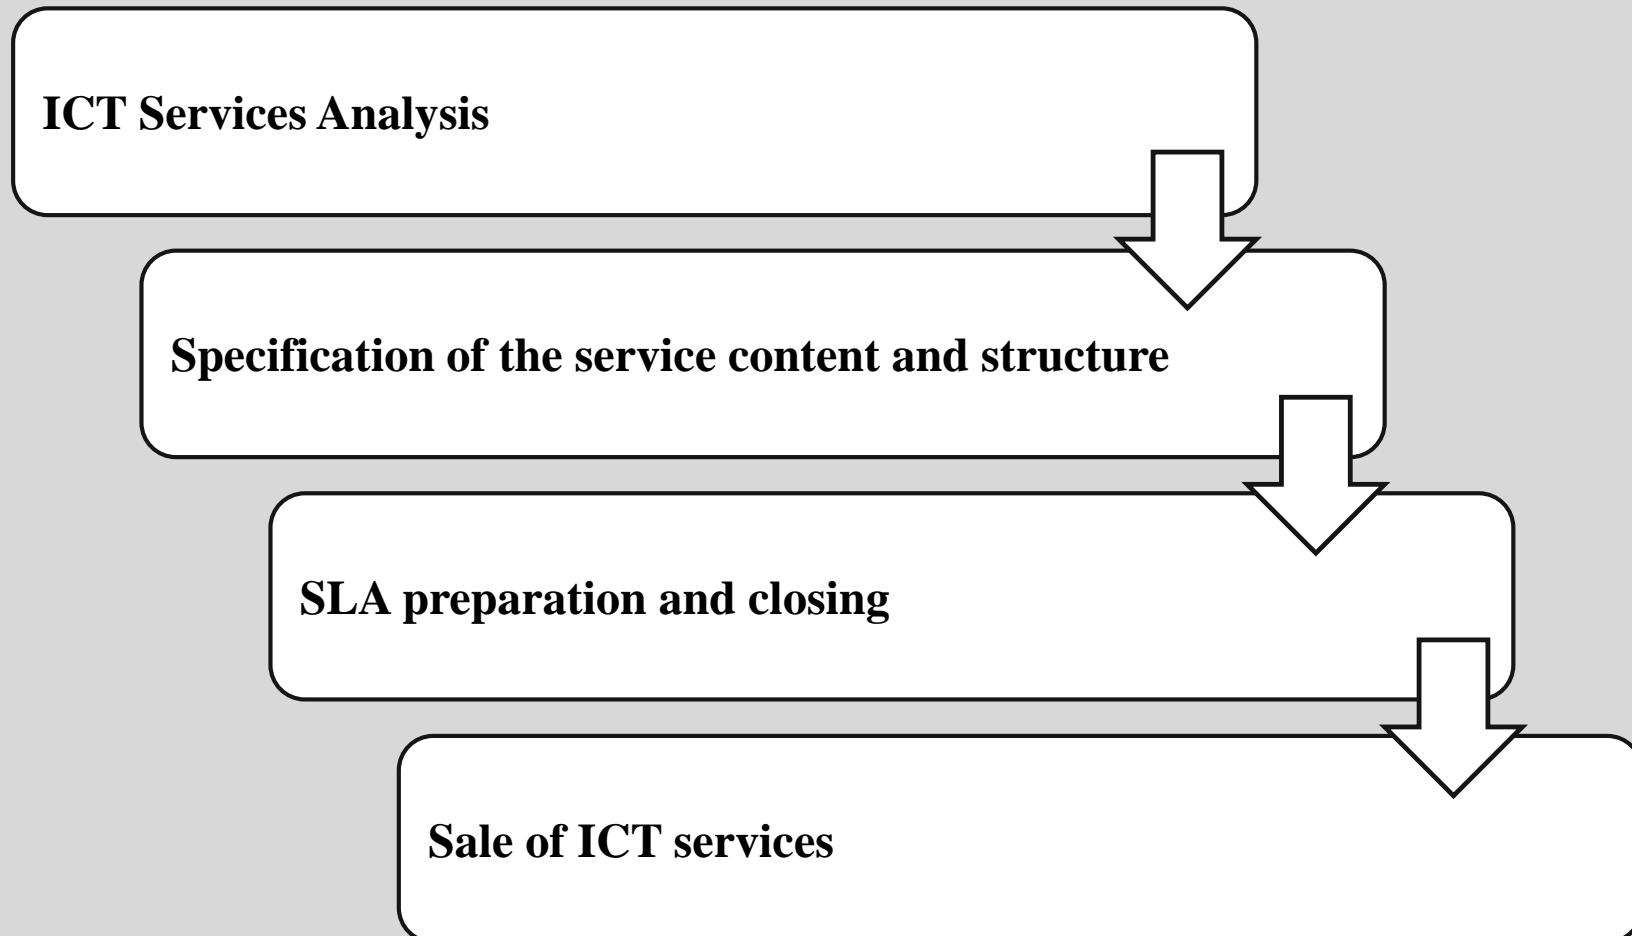 ICT Services Analysis
Specification of the service content and structure
SLA preparation and closing
Sale of ICT services